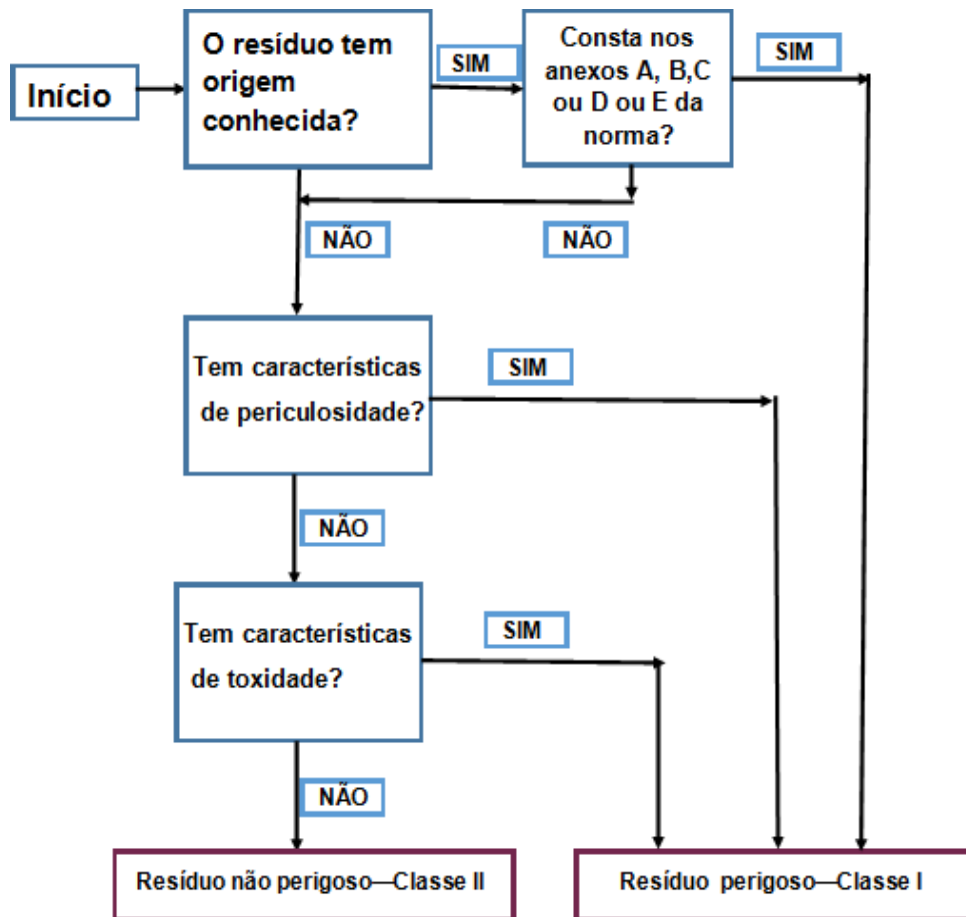 Início
O resíduo tem
origem
conhecida?
SIM
Consta nos
anexos A, B,C
ou D ou E da
norma?
SIM
NÃO
NÃO
Tem características
de periculosidade?
SIM
NÃO
Tem características
de toxidade?
SIM
NÃO
Resíduo não perigoso—Classe II
Resíduo perigoso—Classe I